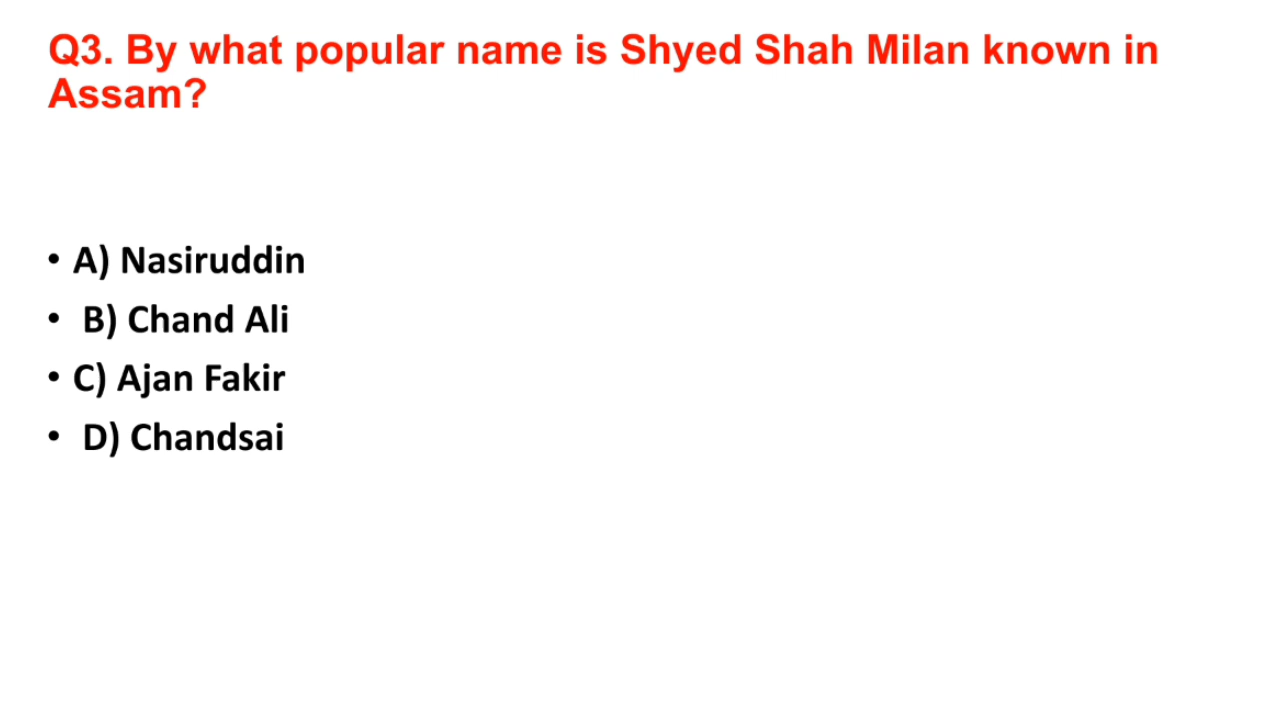 Q3. By what popular name is Shyed Shah Milan known in
Assam?
• A) Nasiruddin
• B) Chand Ali
• C) Ajan Fakir
• D) Chandsai